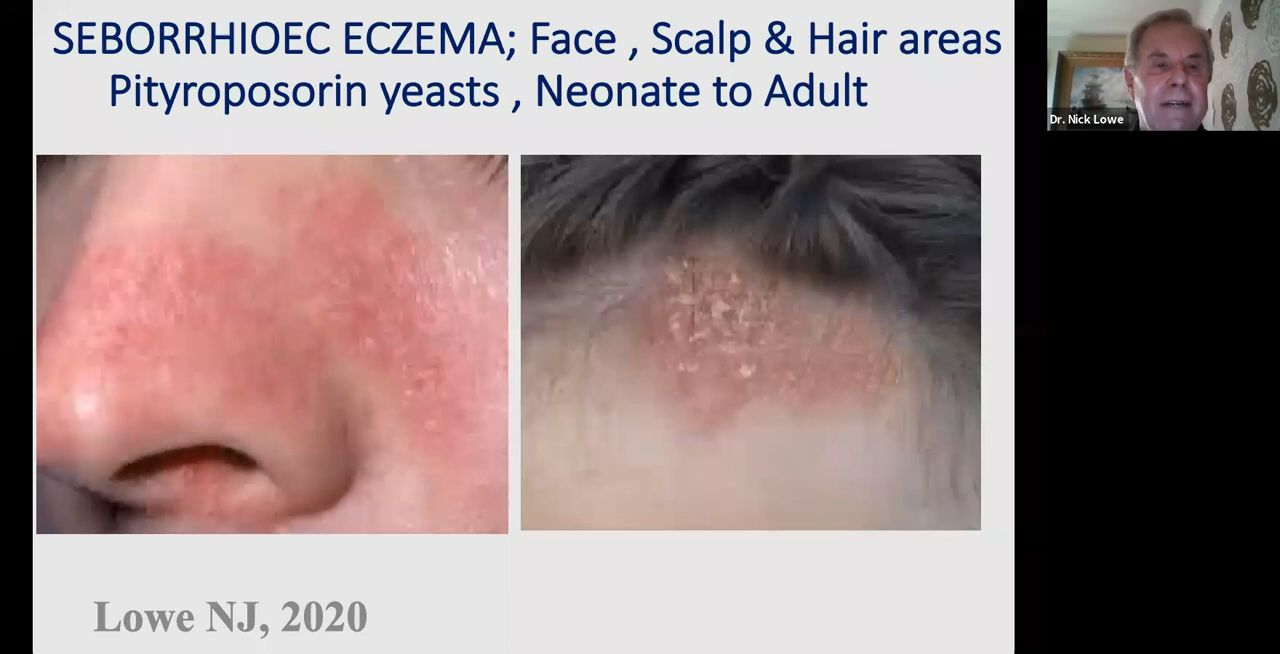 SEBORRHIOEC ECZEMA; Face , Scalp & Hair areas
Pityroposorin yeasts , Neonate to Adult
Dr. Nick Lowe
Lowe NJ, 2020